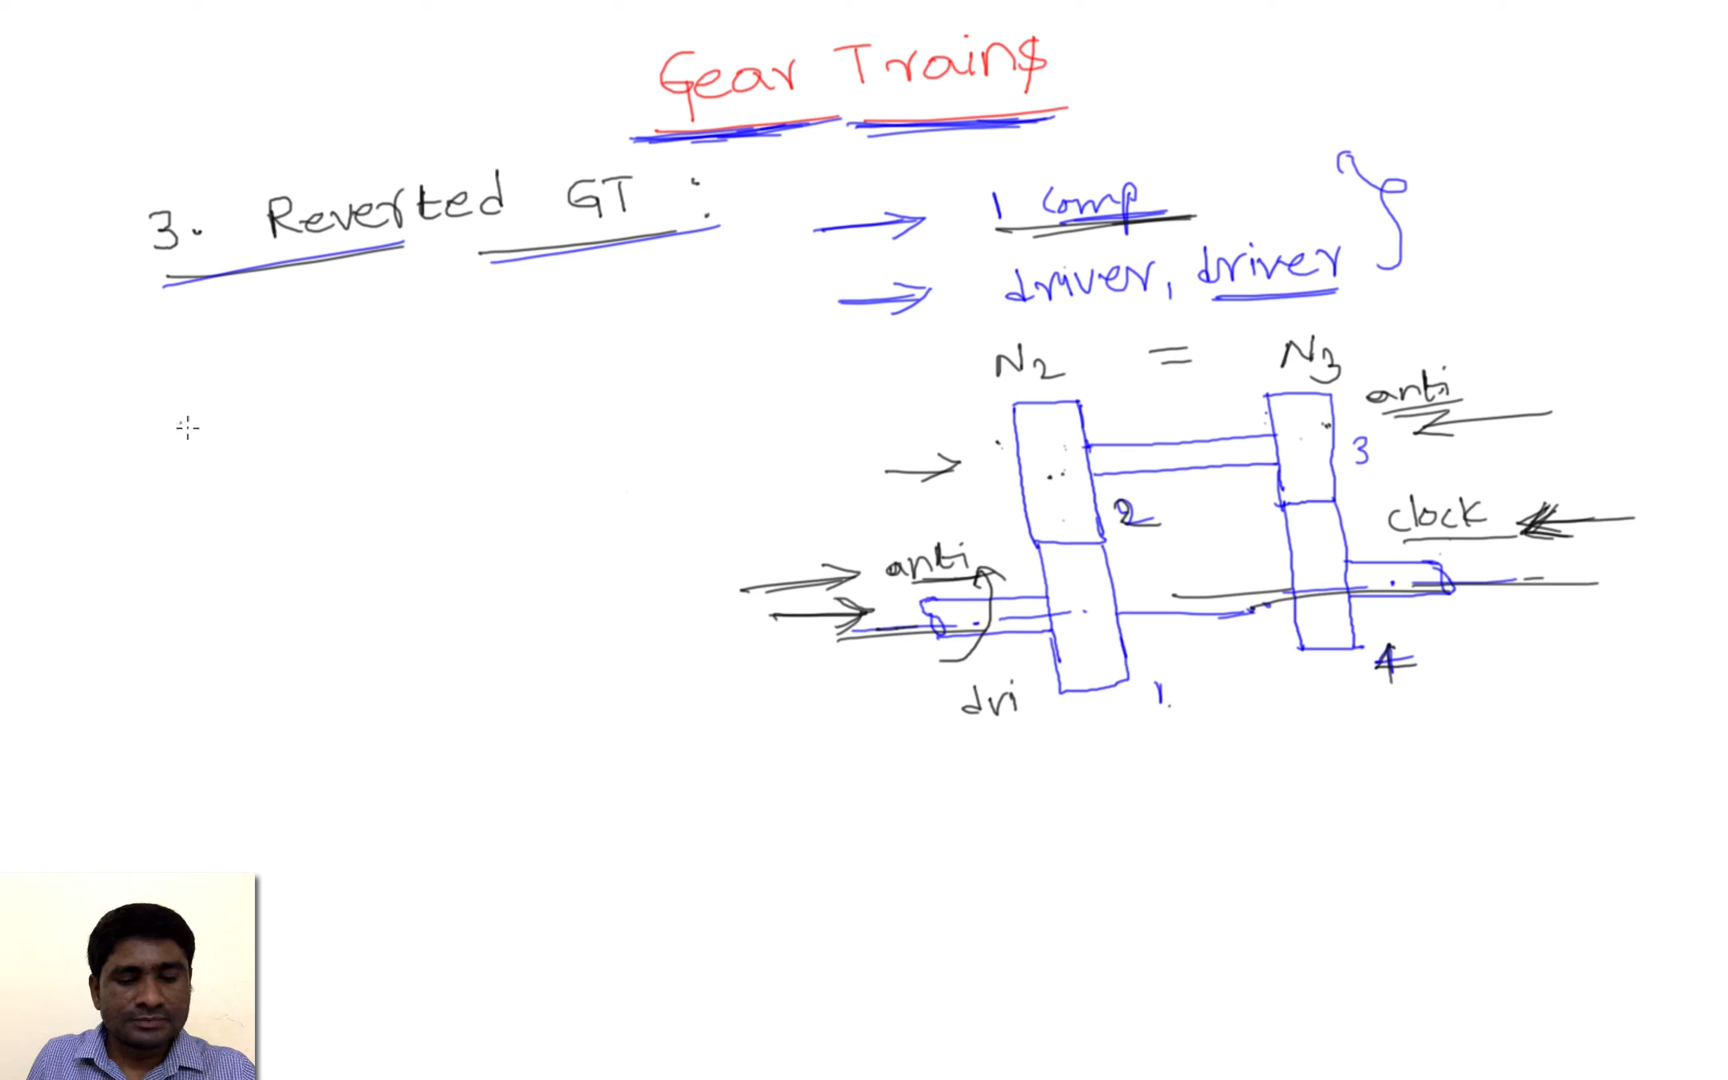 Gear Trains
3. Reverted GT :
1 comp
driver, driver
N2 = N3
anti
3
2
clock
anti
4
dri
1.